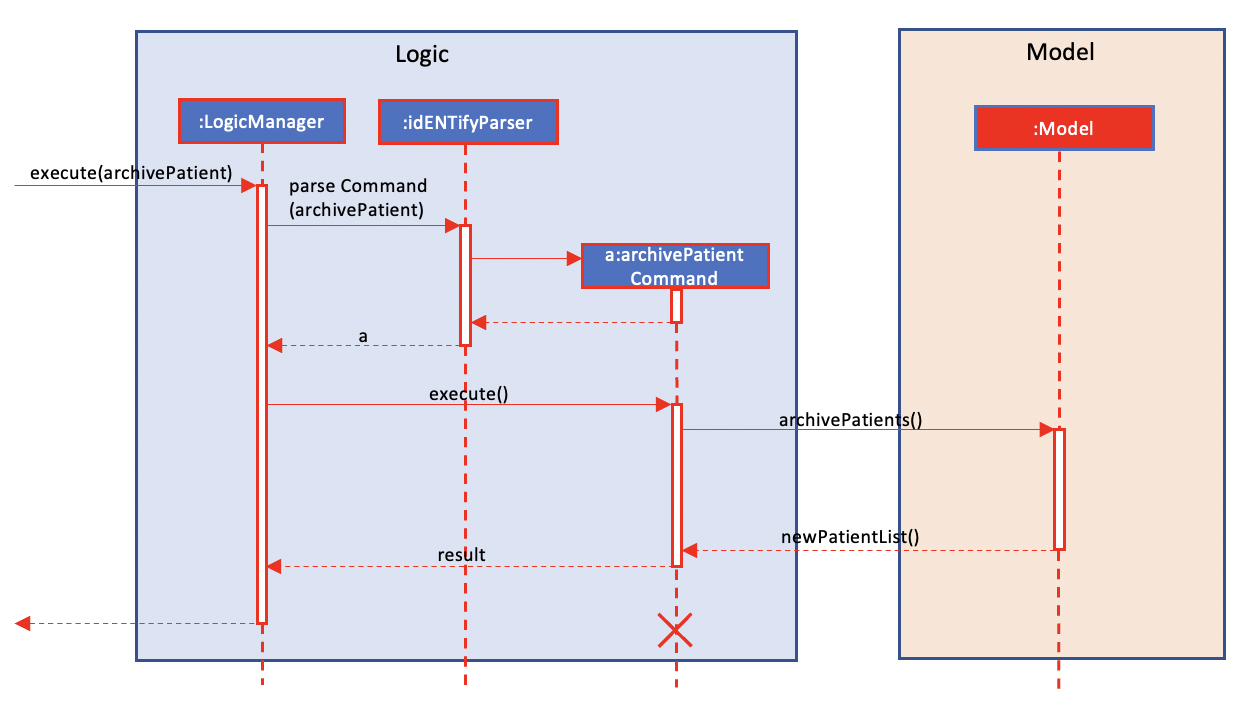 Logic
Model
:LogicManager
:idENTifyParser
:Model
execute(archivePatient)
parse Command
(archivePatient)
a:archivePatient
Command
a
execute()
archivePatients()
newPatientList()
result